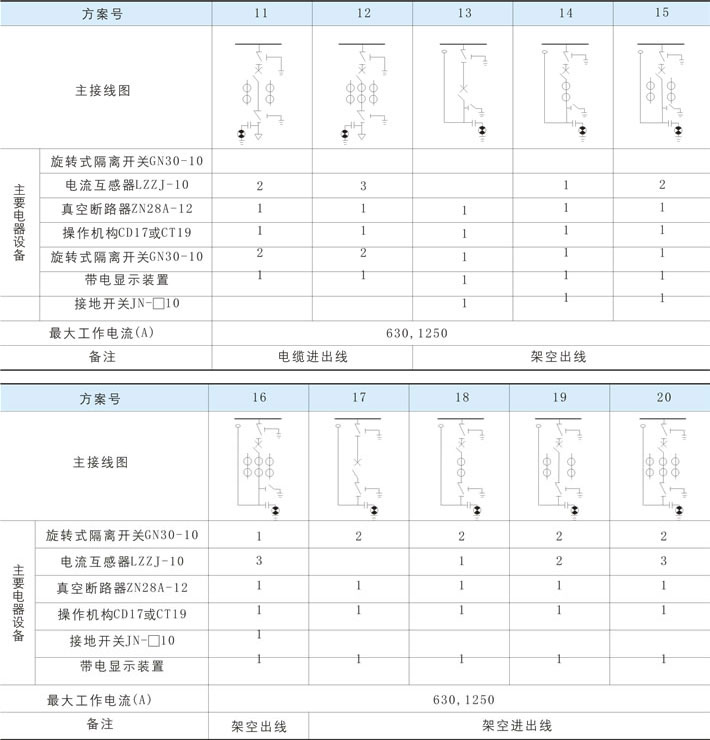 方案号 11 12 13 14 15
主接线图
主要电器设备
旋转式隔离开关GN30-10
电流互感器LZZJ-10 2 3 1 2
真空断路器ZN28A-12 1 1 1 1 1
操作机构CD17或CT19 1 1 1 1 1
旋转式隔离开关GN30-10 2 2 1 1 1
带电显示装置 1 1 1 1 1
接地开关JN-□10 1 1 1
最大工作电流(A) 630,1250
备注 电缆进出线 架空出线
方案号 16 17 18 19 20
主接线图
主要电器设备
旋转式隔离开关GN30-10 1 2 2 2 2
电流互感器LZZJ-10 3 1 2 3
真空断路器ZN28A-12 1 1 1 1 1
操作机构CD17或CT19 1 1 1 1 1
接地开关JN-□10 1
带电显示装置 1 1 1 1 1
最大工作电流(A) 630,1250
备注 架空出线 架空进出线